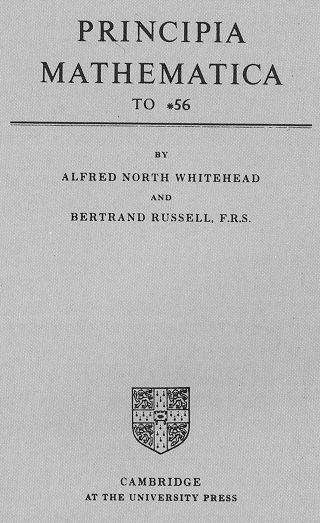 PRINCIPIA
MATHEMATICA
TO *56
BY
ALFRED NORTH WHITEHEAD
AND
BERTRAND RUSSELL, F.R.S.
CAMBRIDGE
AT THE UNIVERSITY PRESS